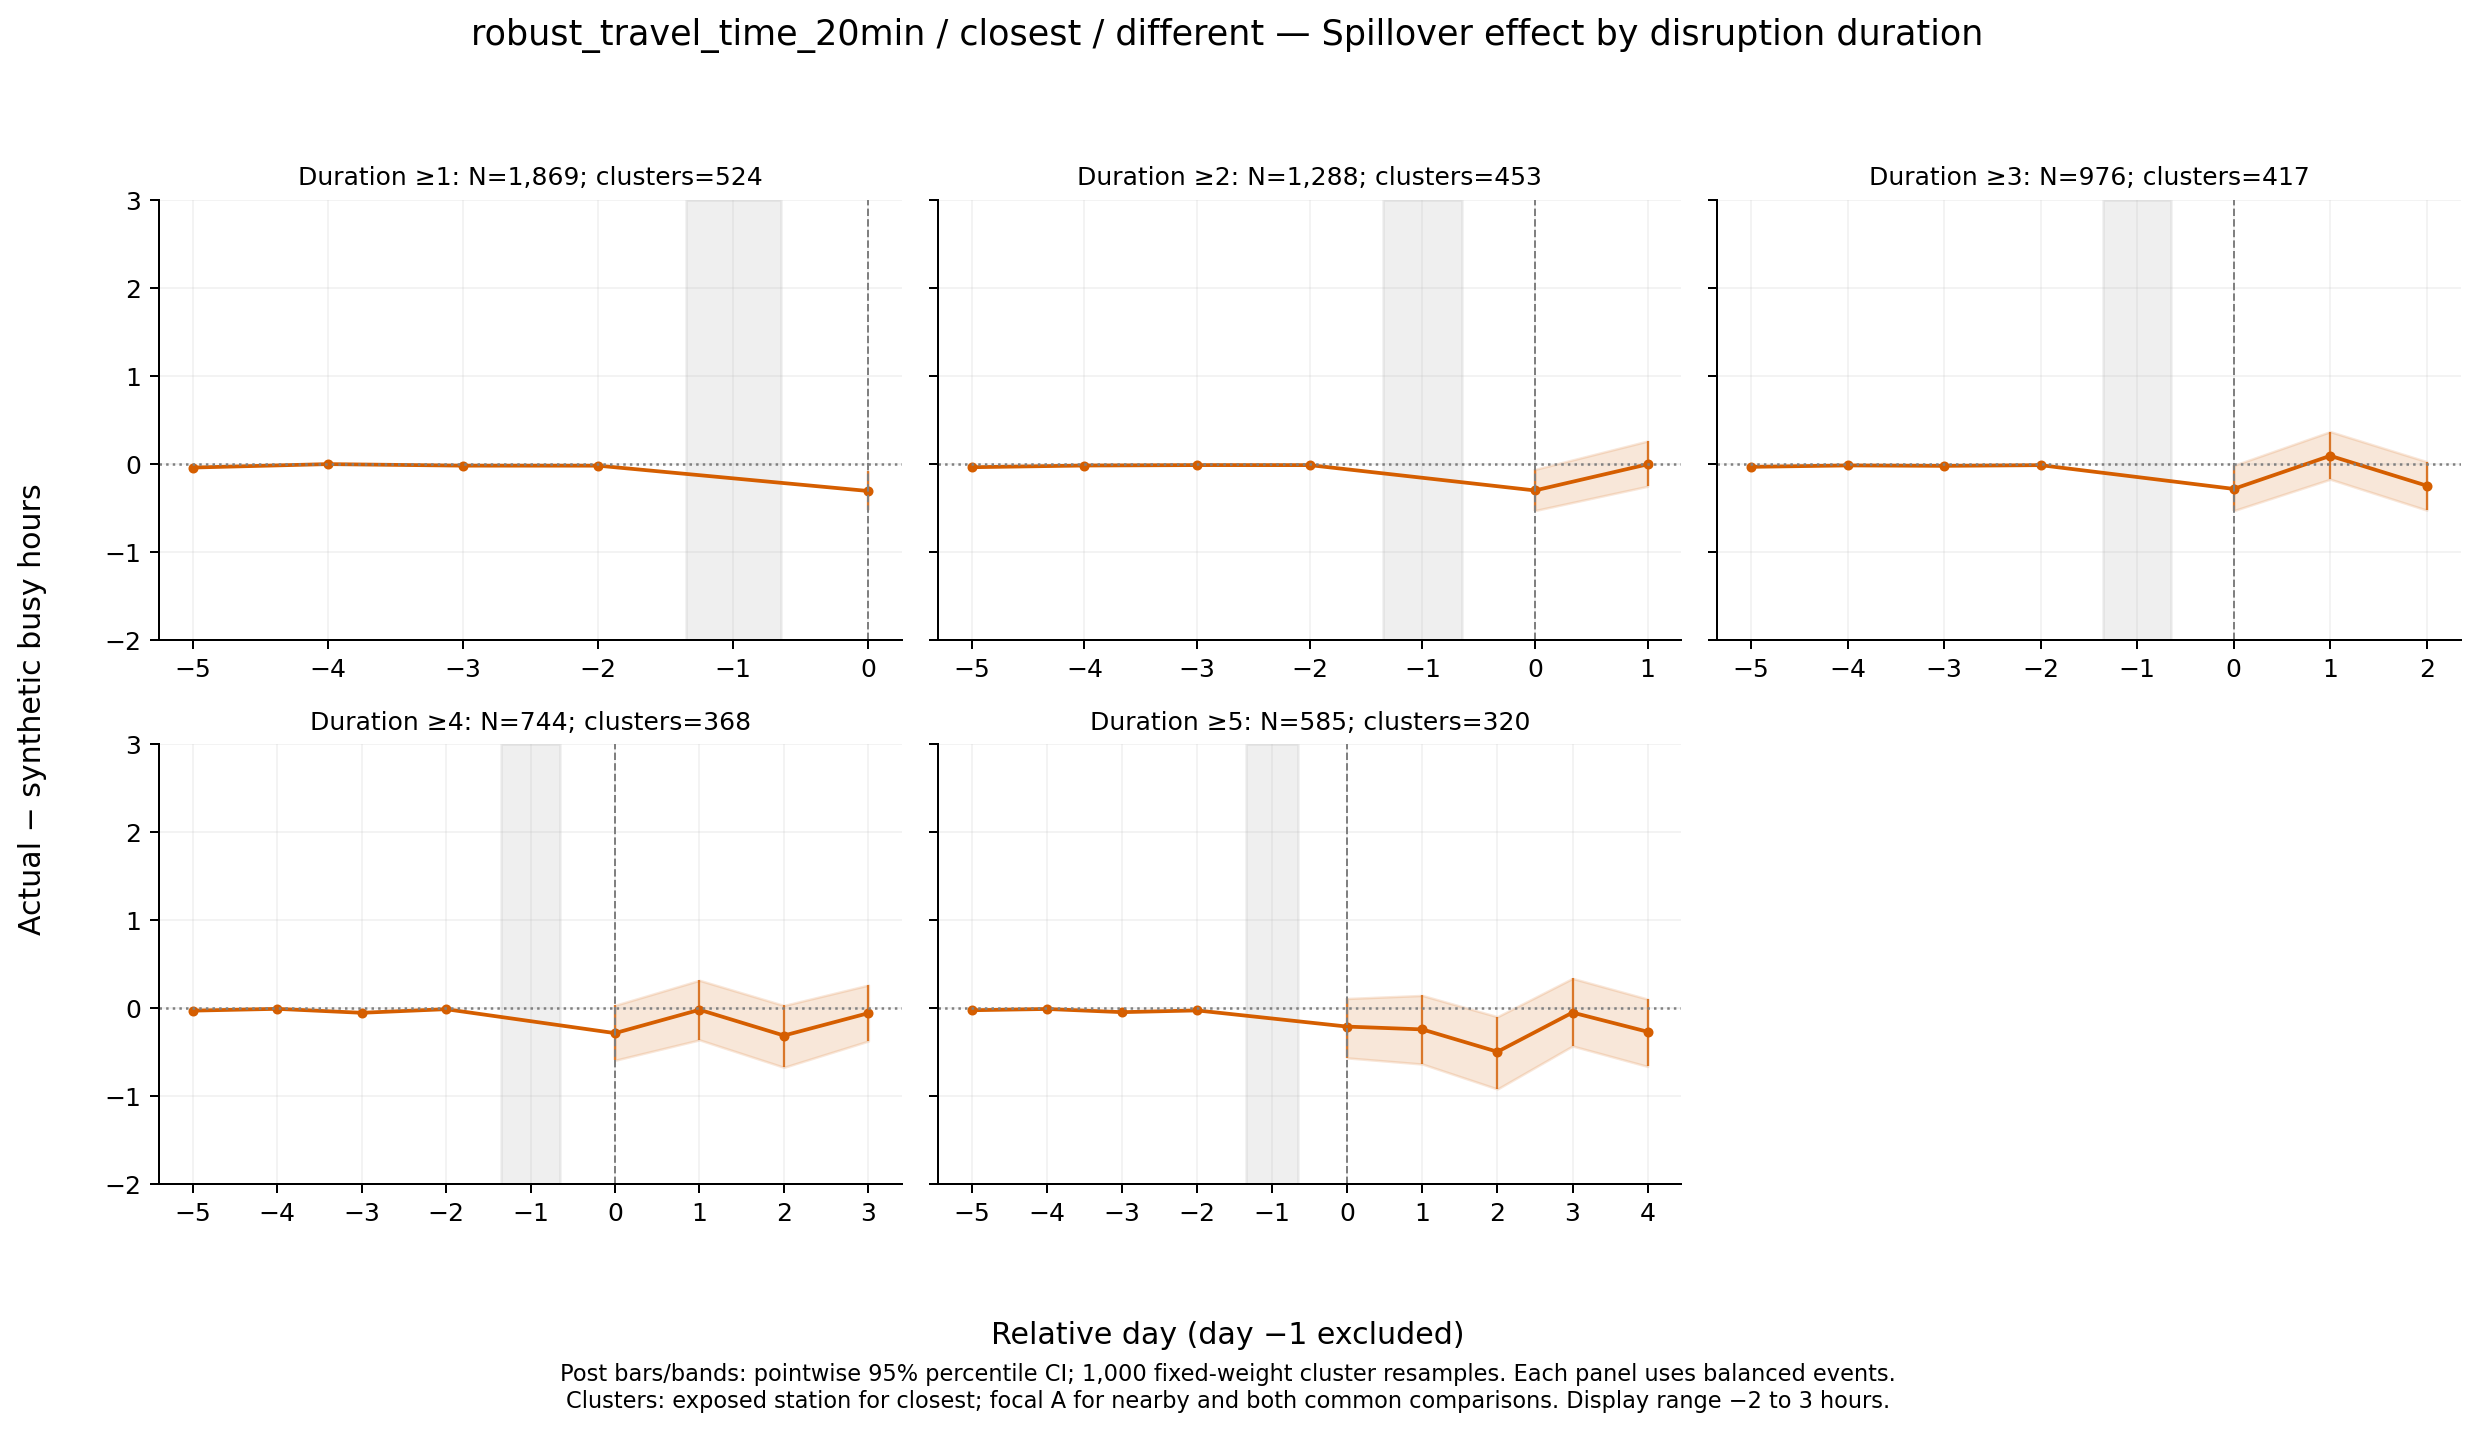 robust_travel_time_20min / closest / different — Spillover effect by disruption duration
Duration ≥1: N=1,869; clusters=524
Duration ≥2: N=1,288; clusters=453
Duration ≥3: N=976; clusters=417
3
2
1
0
−1
−2
−5 −4 −3 −2 −1 0
−5 −4 −3 −2 −1 0 1
−5 −4 −3 −2 −1 0 1 2
Actual − synthetic busy hours
Duration ≥4: N=744; clusters=368
Duration ≥5: N=585; clusters=320
3
2
1
0
−1
−2
−5 −4 −3 −2 −1 0 1 2 3
−5 −4 −3 −2 −1 0 1 2 3 4
Relative day (day −1 excluded)
Post bars/bands: pointwise 95% percentile CI; 1,000 fixed-weight cluster resamples. Each panel uses balanced events.
Clusters: exposed station for closest; focal A for nearby and both common comparisons. Display range −2 to 3 hours.